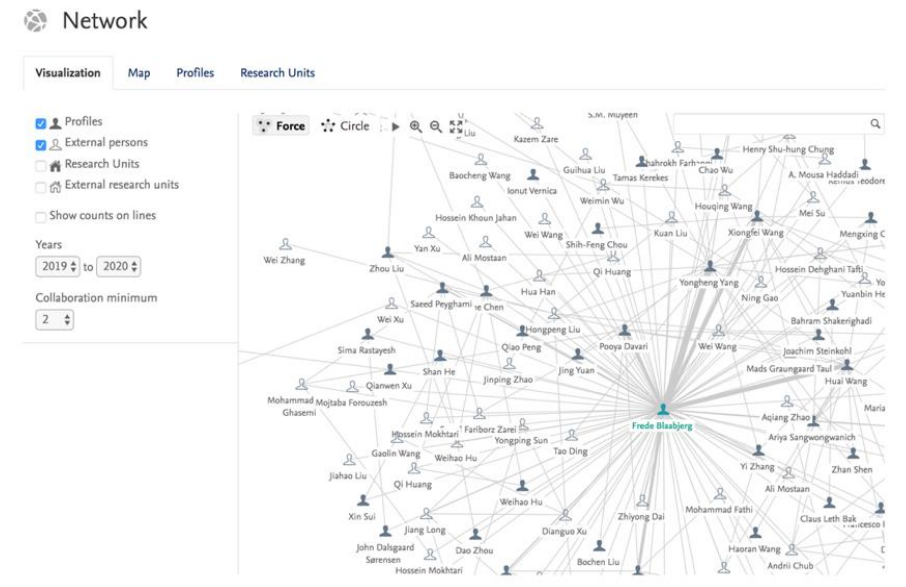 Network
Visualization Map Profiles Research Units
Profiles
External persons
Research Units
External research units
Show counts on lines
Years
2019 to 2020
Collaboration minimum
2
Force Circle
Liu
S.M. Muyeen
Kazem Zare
Henry Shu-hung Chung
Baocheng Wang
Guihua Liu
Tamas Kerekes
Chao Wu
A. Mousa Haddadi
Ionut Vernica
Weimin Wu
Houqing Wang
Mei Su
Hossein Khoun Jahan
Wei Wang
Kuan Liu
Xiongfei Wang
Mengxing C
Wei Zhang
Yan Xu
Ali Mostaan
Shih-Feng Chou
Zhou Liu
Qi Huang
Yongheng Yang
Hossein Dehghani Tafti
Yo
Hua Han
Ning Gao
Yuanbin He
Saeed Peyghami
ne Chen
Wei Xu
Hongpeng Liu
Bahram Shakerighadi
Sima Rastayesh
Qiao Peng
Pooya Davari
Wei Wang
Joachim Steinkohl
Shan He
Jing Yuan
Mads Graungaard Taul
Qianwen Xu
Jinping Zhao
Huai Wang
Mohammad
Ghasemi
Mojtaba Forouzesh
Maria
Frede Blaabjerg
Aqiang Zhao
Hossein Mokhtari
Fariborz Zarei
Yongping Sun
Ariya Sangwongwanich
Gaolin Wang
Weihao Hu
Tao Ding
Yi Zhang
Zhan Shen
Jiahao Liu
Qi Huang
Ali Mostaan
Xin Sui
Weihao Hu
Zhiyong Dai
Mohammad Fathi
Claus Leth Bak
Jiang Long
Dianguo Xu
John Dalsgaard
Sørensen
Dao Zhou
Haoran Wang
D
Hossein Mokhtari
Bochen Liu
Andrii Chub